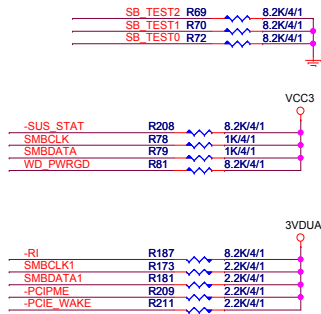 SB_TEST2 R69 8.2K/4/1
SB_TEST1 R70 8.2K/4/1
SB_TEST0 R72 8.2K/4/1
VCC3
-SUS_STAT R208 8.2K/4/1
SMBCLK R78 1K/4/1
SMBDATA R79 1K/4/1
WD_PWRGD R81 8.2K/4/1
3VDUA
-RI R187 8.2K/4/1
SMBCLK1 R173 2.2K/4/1
SMBDATA1 R181 2.2K/4/1
-PCIPME R209 2.2K/4/1
-PCIE_WAKE R211 2.2K/4/1